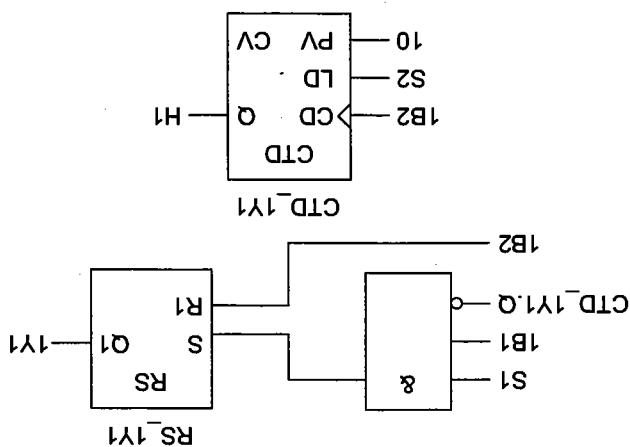 RS_1Y1
S1 & RS
1B1 S Q1 1Y1
CTD_1Y1.Q R1
1B2
CTD_1Y1
CTD
1B2 CD Q H1
S2 LD
10 PV CV